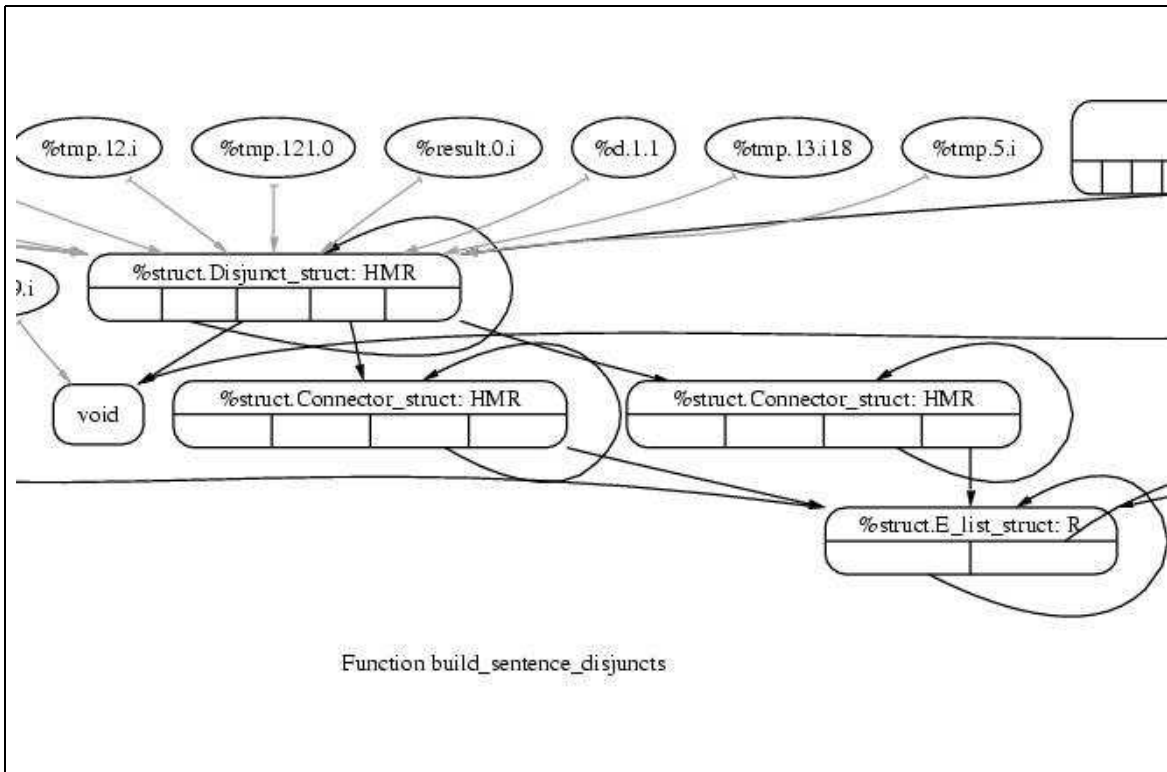 %tmp.12.i
%tmp.121.0
%result.0.i
%d.1.1
%tmp.13.i18
%tmp.5.i
%struct.Disjunct_struct: HMR
9.i
void
%struct.Connector_struct: HMR
%struct.Connector_struct: HMR
%struct.E_list_struct: R
Function build_sentence_disjuncts